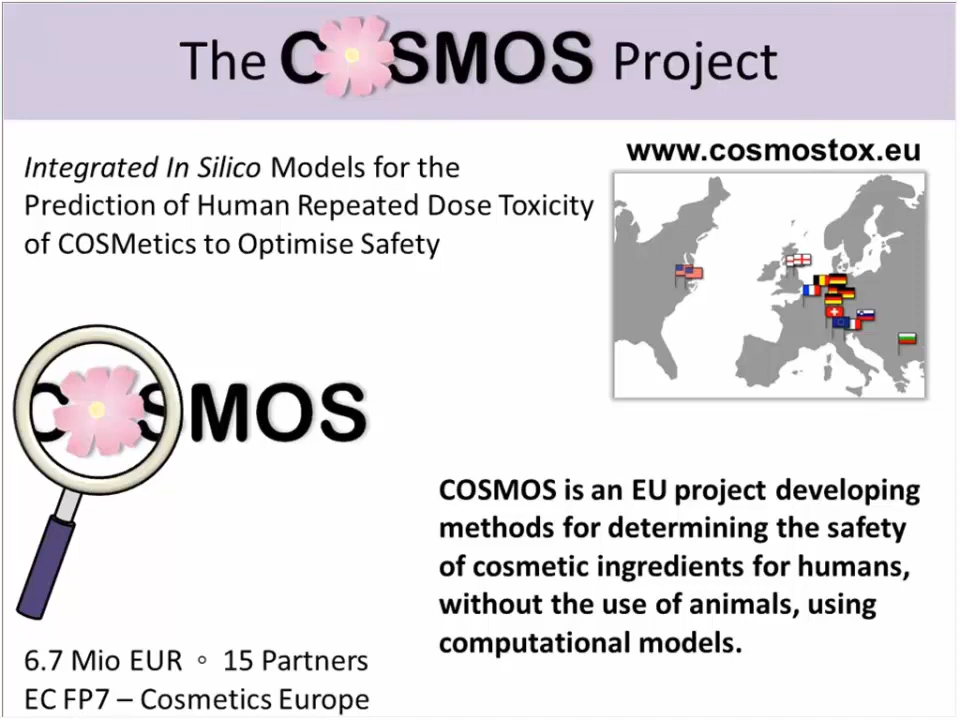 The COSMOS Project
Integrated In Silico Models for the
Prediction of Human Repeated Dose Toxicity
of COSMetics to Optimise Safety
www.cosmostox.eu
COSMOS
COSMOS is an EU project developing
methods for determining the safety
of cosmetic ingredients for humans,
without the use of animals, using
computational models.
6.7 Mio EUR ◦ 15 Partners
EC FP7 – Cosmetics Europe